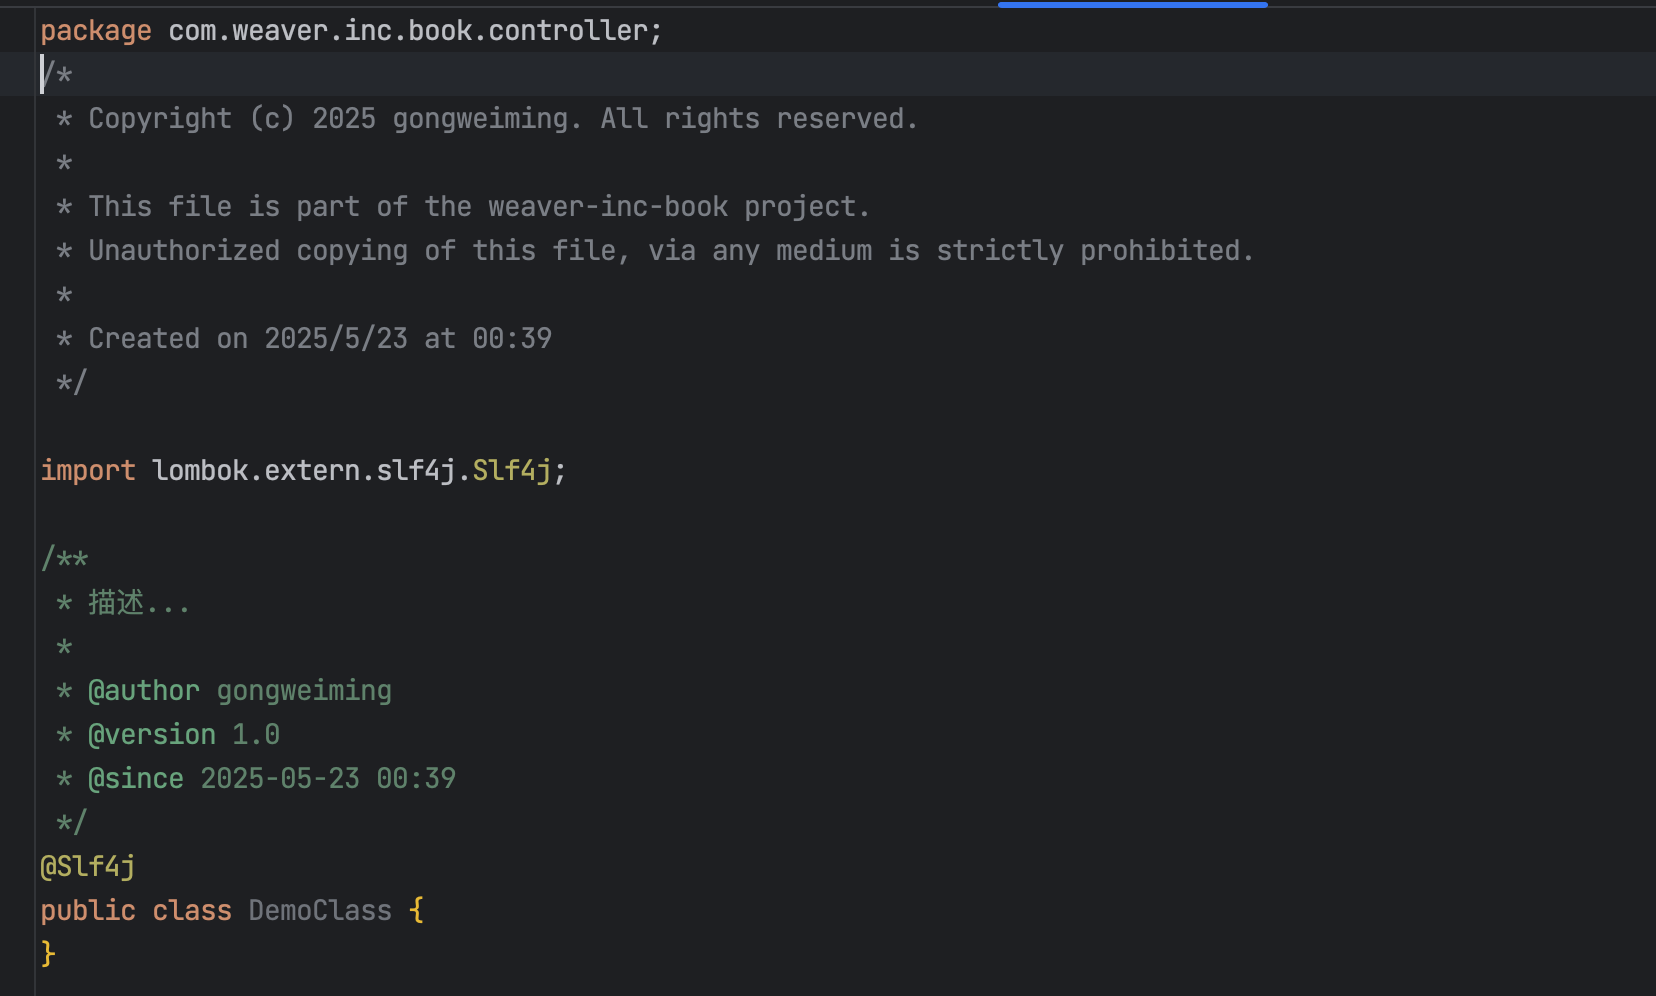 package com.weaver.inc.book.controller;
/*
 * Copyright (c) 2025 gongweiming. All rights reserved.
 *
 * This file is part of the weaver-inc-book project.
 * Unauthorized copying of this file, via any medium is strictly prohibited.
 *
 * Created on 2025/5/23 at 00:39
 */

import lombok.extern.slf4j.Slf4j;

/**
 * 描述...
 *
 * @author gongweiming
 * @version 1.0
 * @since 2025-05-23 00:39
 */
@Slf4j
public class DemoClass {
}